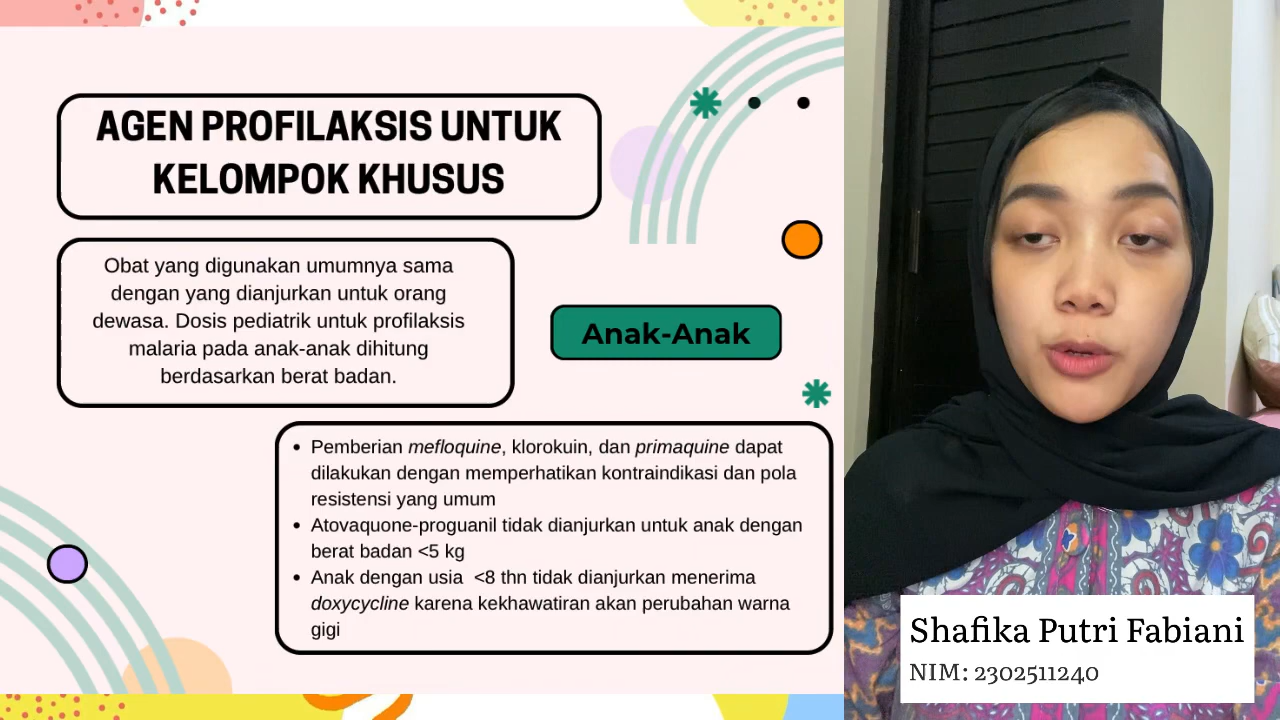 AGEN PROFILAKSIS UNTUK
KELOMPOK KHUSUS
Obat yang digunakan umumnya sama
dengan yang dianjurkan untuk orang
dewasa. Dosis pediatrik untuk profilaksis
malaria pada anak-anak dihitung
berdasarkan berat badan.
Anak-Anak
• Pemberian mefloquine, klorokuin, dan primaquine dapat
dilakukan dengan memperhatikan kontraindikasi dan pola
resistensi yang umum
• Atovaquone-proguanil tidak dianjurkan untuk anak dengan
berat badan <5 kg
• Anak dengan usia  <8 thn tidak dianjurkan menerima
doxycycline karena kekhawatiran akan perubahan warna
gigi
Shafika Putri Fabiani
NIM: 2302511240